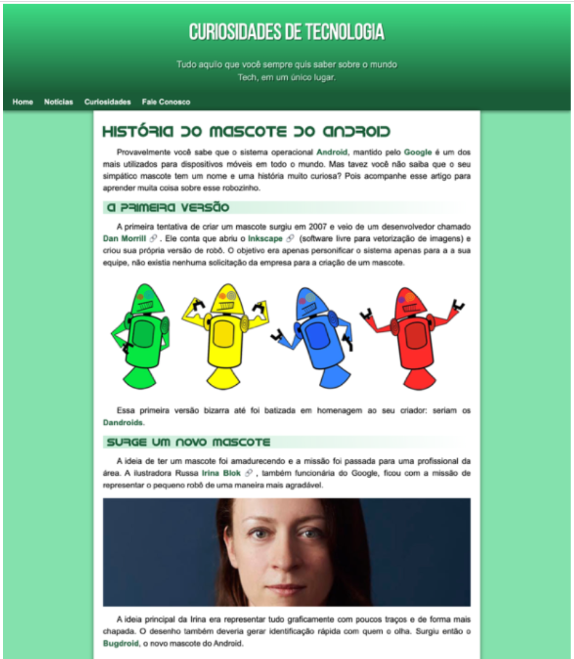 CURIOSIDADES DE TECNOLOGIA
Tudo aquilo que você sempre quis saber sobre o mundo
Tech, em um único lugar.
Home Notícias Curiosidades Fale Conosco
HISTÓRIA DO MASCOTE DO ANDROID
Provavelmente você sabe que o sistema operacional Android, mantido pelo Google é um dos
mais utilizados para dispositivos móveis em todo o mundo. Mas tavez você não saiba que o seu
simpático mascote tem um nome e uma história muito curiosa? Pois acompanhe esse artigo para
aprender muita coisa sobre esse robozinho.
A PRIMEIRA VERSÃO
A primeira tentativa de criar um mascote surgiu em 2007 e veio de um desenvolvedor chamado
Dan Morrill . Ele conta que abriu o Inkscape (software livre para vetorização de imagens) e
criou sua própria versão de robô. O objetivo era apenas personificar o sistema apenas para a a sua
equipe, não existia nenhuma solicitação da empresa para a criação de um mascote.
Essa primeira versão bizarra até foi batizada em homenagem ao seu criador: seriam os
Dandroids.
SURGE UM NOVO MASCOTE
A ideia de ter um mascote foi amadurecendo e a missão foi passada para uma profissional da
área. A ilustradora Russa Irina Blok , também funcionária do Google, ficou com a missão de
representar o pequeno robô de uma maneira mais agradável.
A ideia principal da Irina era representar tudo graficamente com poucos traços e de forma mais
chapada. O desenho também deveria gerar identificação rápida com quem o olha. Surgiu então o
Bugdroid, o novo mascote do Android.